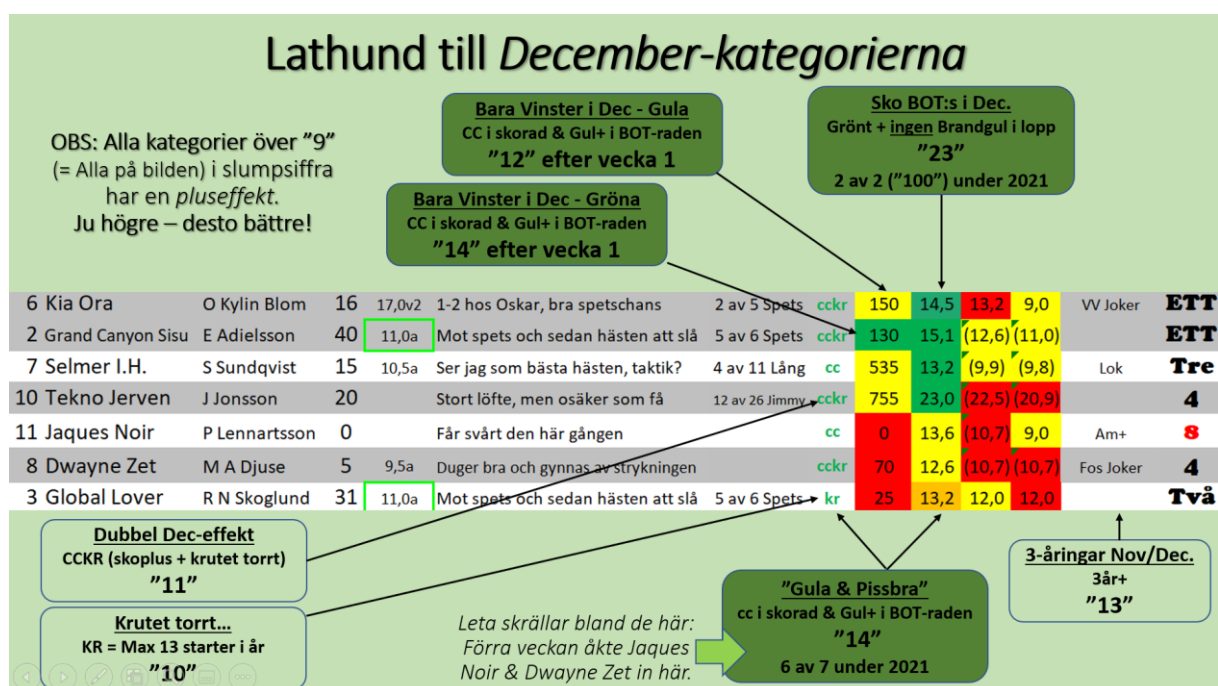 Lathund till December-kategorierna
OBS: Alla kategorier över "9"
(= Alla på bilden) i slumpsiffra
har en pluseffekt.
Ju högre – desto bättre!
Bara Vinster i Dec - Gula
CC i skorad & Gul+ i BOT-raden
"12" efter vecka 1
Sko BOT:s i Dec.
Grönt + ingen Brandgul i lopp
"23"
2 av 2 ("100") under 2021
Bara Vinster i Dec - Gröna
CC i skorad & Gul+ i BOT-raden
"14" efter vecka 1
6 Kia Ora O Kylin Blom 16 17,0v2 1-2 hos Oskar, bra spetschans 2 av 5 Spets cckr 150 14,5 13,2 9,0 VV Joker ETT
2 Grand Canyon Sisu E Adielsson 40 11,0a Mot spets och sedan hästen att slå 5 av 6 Spets cckr 130 15,1 (12,6) (11,0) ETT
7 Selmer I.H. S Sundqvist 15 10,5a Ser jag som bästa hästen, taktik? 4 av 11 Lång cc 535 13,2 (9,9) (9,8) Lok Tre
10 Tekno Jerven J Jonsson 20 Stort löfte, men osäker som få 12 av 26 Jimmy cckr 755 23,0 (22,5) (20,9) 4
11 Jaques Noir P Lennartsson 0 Får svårt den här gången cc 0 13,6 (10,7) 9,0 Am+ 8
8 Dwayne Zet M A Djuse 5 9,5a Duger bra och gynnas av strykningen cckr 70 12,6 (10,7) (10,7) Fos Joker 4
3 Global Lover R N Skoglund 31 11,0a Mot spets och sedan hästen att slå 5 av 6 Spets kr 25 13,2 12,0 12,0 Två
Dubbel Dec-effekt
CCKR (skoplus + krutet torrt)
"11"
Krutet torrt...
KR = Max 13 starter i år
"10"
Leta skrällar bland de här:
Förra veckan åkte Jaques
Noir & Dwayne Zet in här.
"Gula & Pissbra"
cc i skorad & Gul+ i BOT-raden
"14"
6 av 7 under 2021
3-åringar Nov/Dec.
3år+
"13"